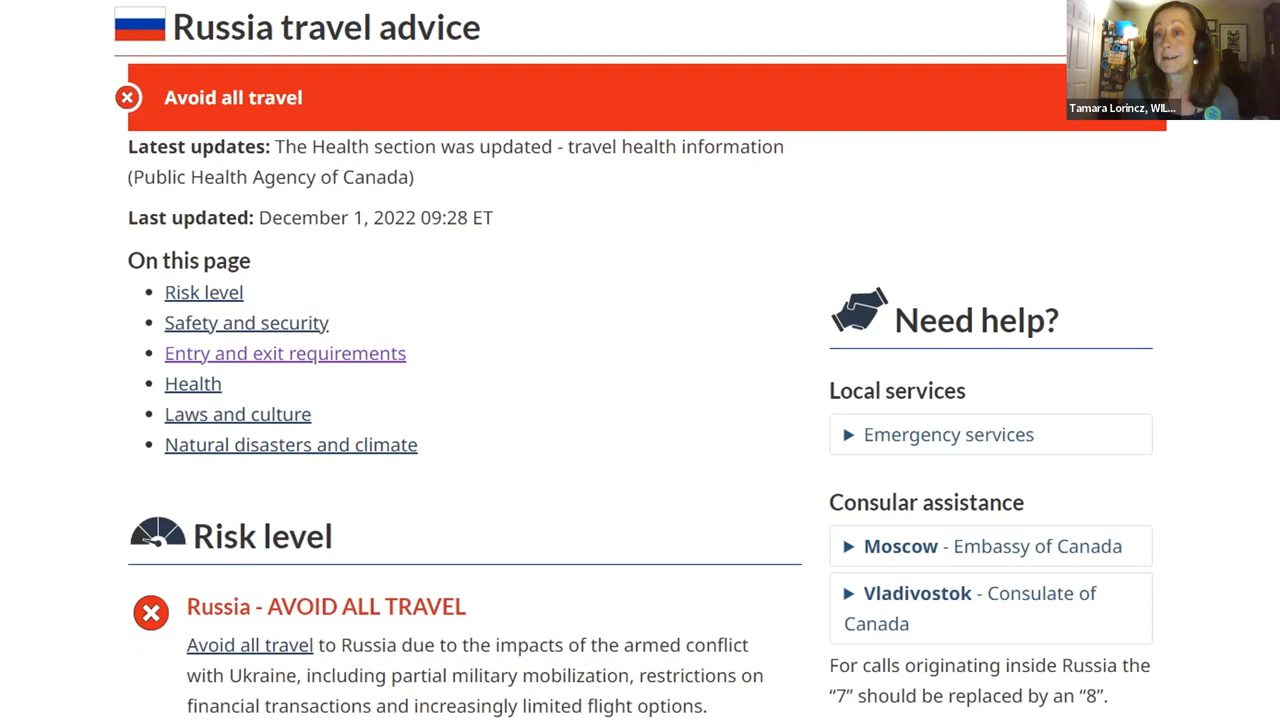 Russia travel advice
Avoid all travel
Tamara Lorincz, WIL...
Latest updates: The Health section was updated - travel health information
(Public Health Agency of Canada)
Last updated: December 1, 2022 09:28 ET
On this page
• Risk level
• Safety and security
• Entry and exit requirements
• Health
• Laws and culture
• Natural disasters and climate
Risk level
Russia - AVOID ALL TRAVEL
Avoid all travel to Russia due to the impacts of the armed conflict
with Ukraine, including partial military mobilization, restrictions on
financial transactions and increasingly limited flight options.
Need help?
Local services
Emergency services
Consular assistance
Moscow - Embassy of Canada
Vladivostok - Consulate of
Canada
For calls originating inside Russia the
“7” should be replaced by an “8”.